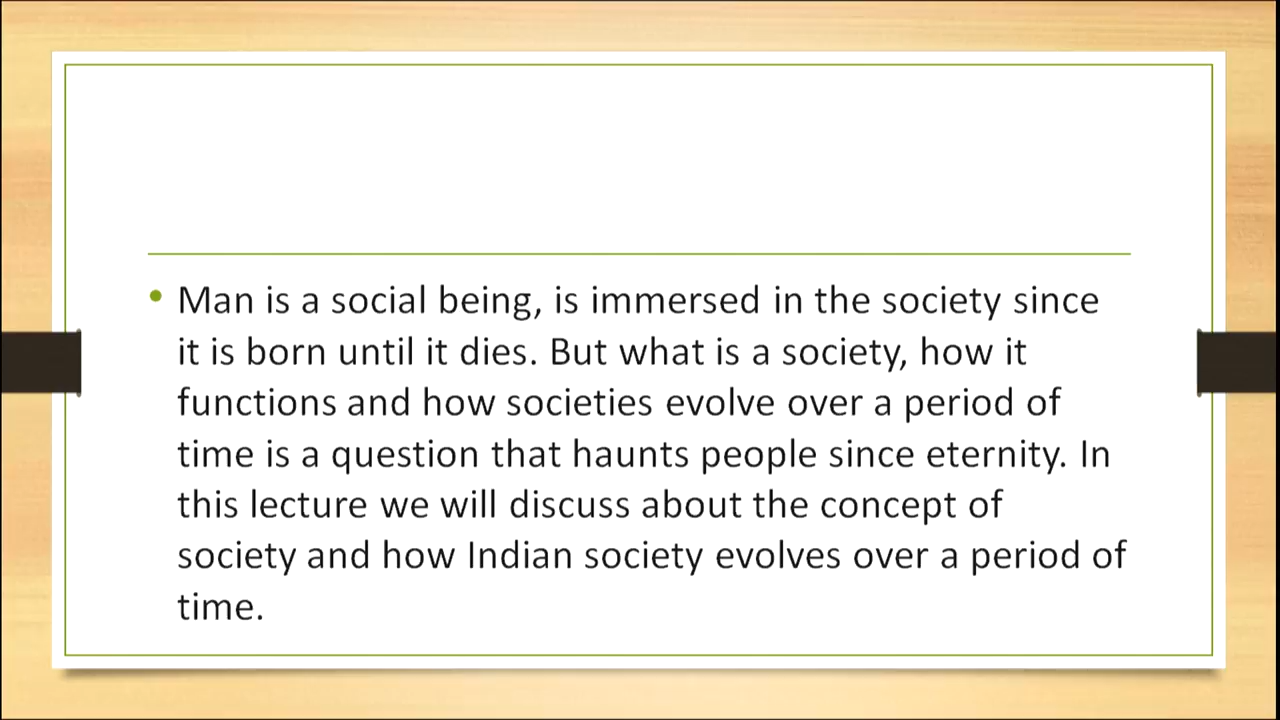 • Man is a social being, is immersed in the society since
it is born until it dies. But what is a society, how it
functions and how societies evolve over a period of
time is a question that haunts people since eternity. In
this lecture we will discuss about the concept of
society and how Indian society evolves over a period of
time.